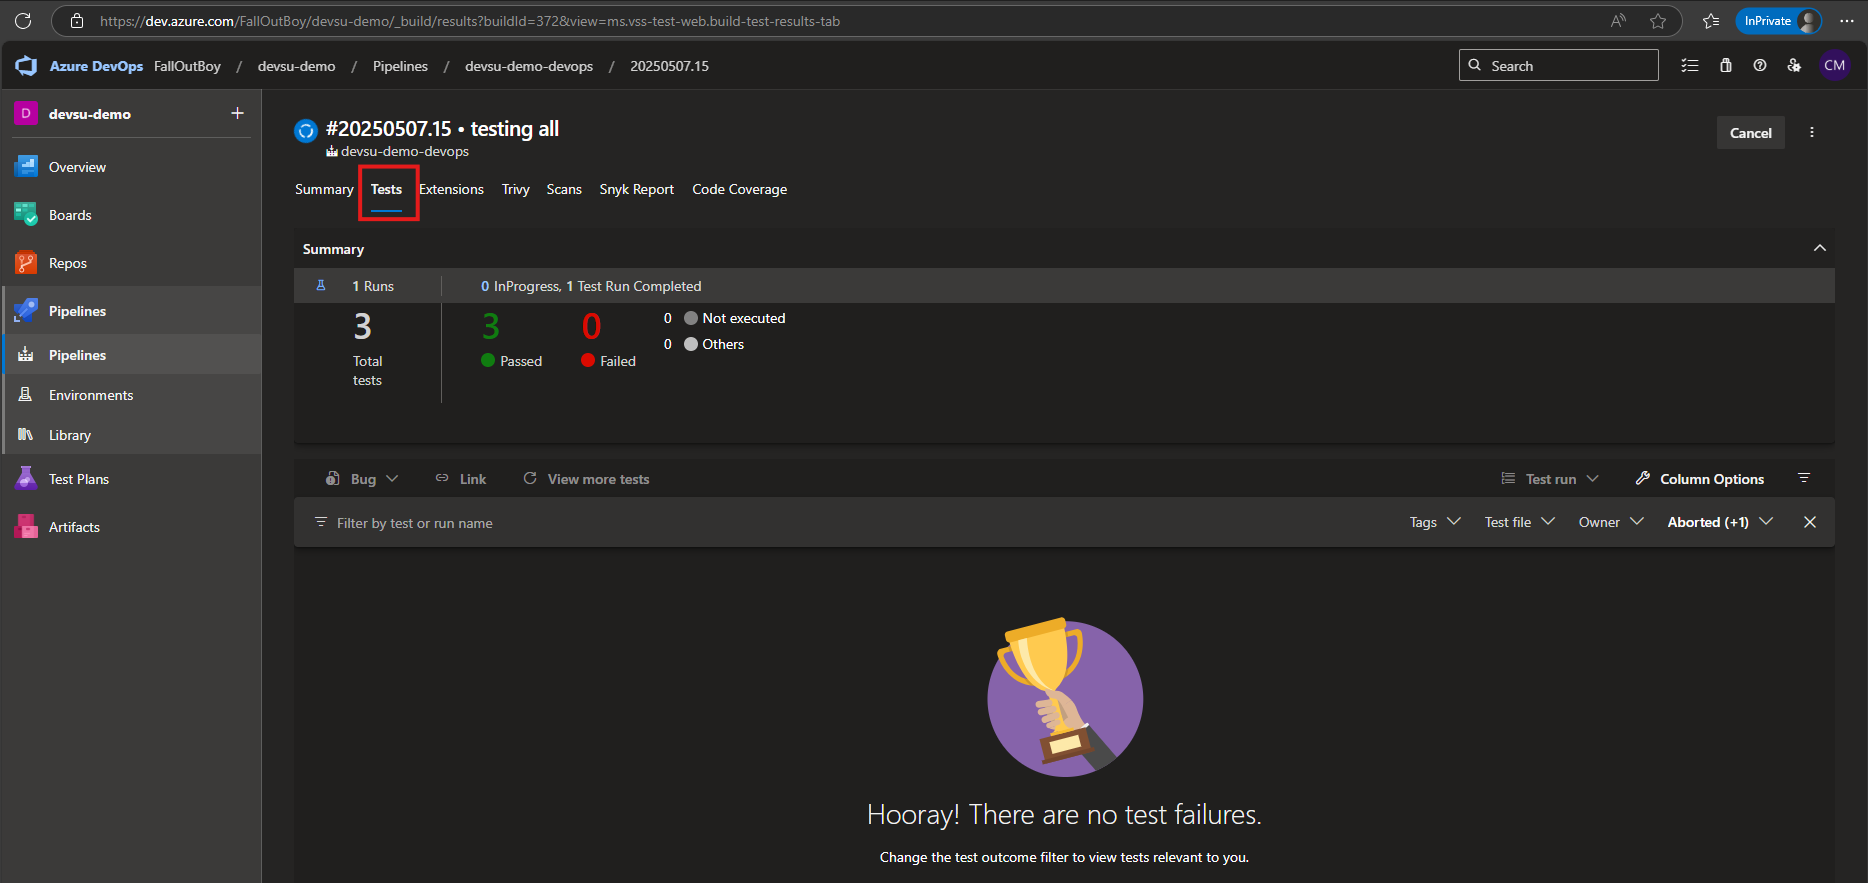 https://dev.azure.com/FallOutBoy/devsu-demo/_build/results?buildId=372&view=ms.vss-test-web.build-test-results-tab
InPrivate
Azure DevOps FallOutBoy / devsu-demo / Pipelines / devsu-demo-devops / 20250507.15
Search
CM
D devsu-demo
Overview
Boards
Repos
Pipelines
Pipelines
Environments
Library
Test Plans
Artifacts
#20250507.15 • testing all
devsu-demo-devops
Cancel
Summary Tests Extensions Trivy Scans Snyk Report Code Coverage
Summary
1 Runs 0 InProgress, 1 Test Run Completed
3 Total tests
3 Passed
0 Failed
0 Not executed
0 Others
Bug Link View more tests Test run Column Options
Filter by test or run name Tags Test file Owner Aborted (+1)
Hooray! There are no test failures.
Change the test outcome filter to view tests relevant to you.